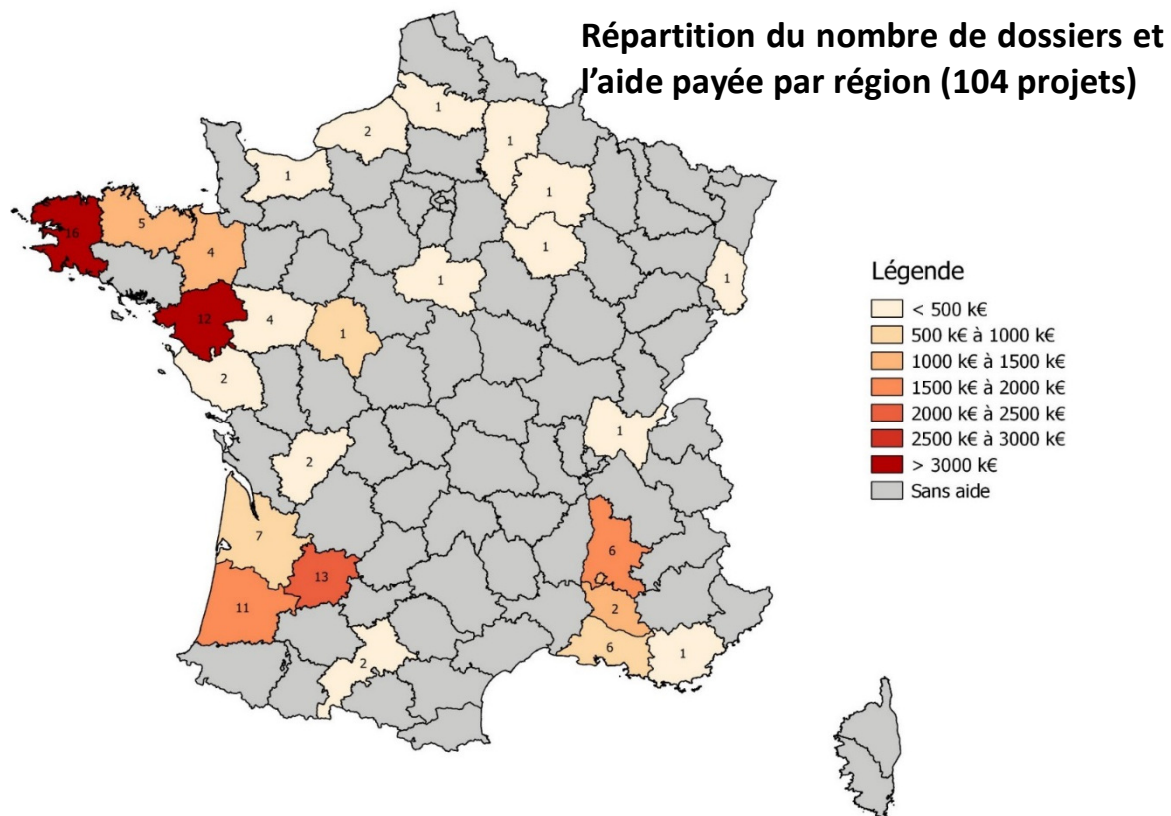 Répartition du nombre de dossiers et
l’aide payée par région (104 projets)
1
2
1
1
1
16
5
4
1
1
1
12
4
1
2
1
2
7
13
6
11
2
6
1
2
Légende
< 500 k€
500 k€ à 1000 k€
1000 k€ à 1500 k€
1500 k€ à 2000 k€
2000 k€ à 2500 k€
2500 k€ à 3000 k€
> 3000 k€
Sans aide